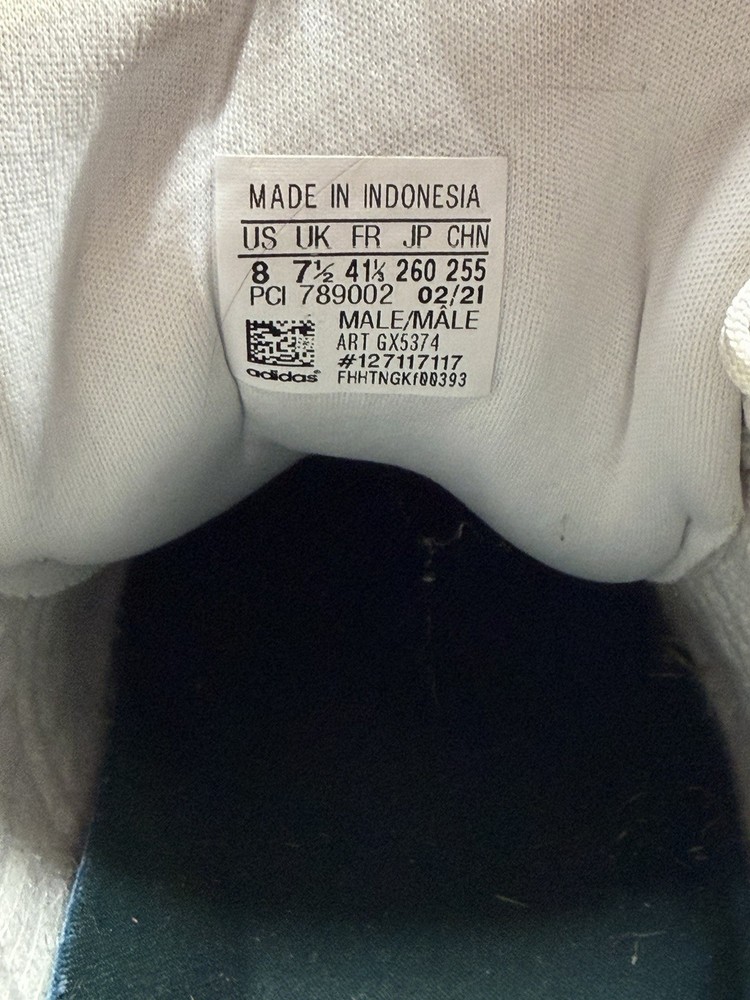 MADE IN INDONESIA
US UK FR JP CHN
8 7½ 41⅓ 260 255
PCI 789002 02/21
MALE/MÂLE
ART GX5374
#127117117
adidas® FHHTNGKf00393